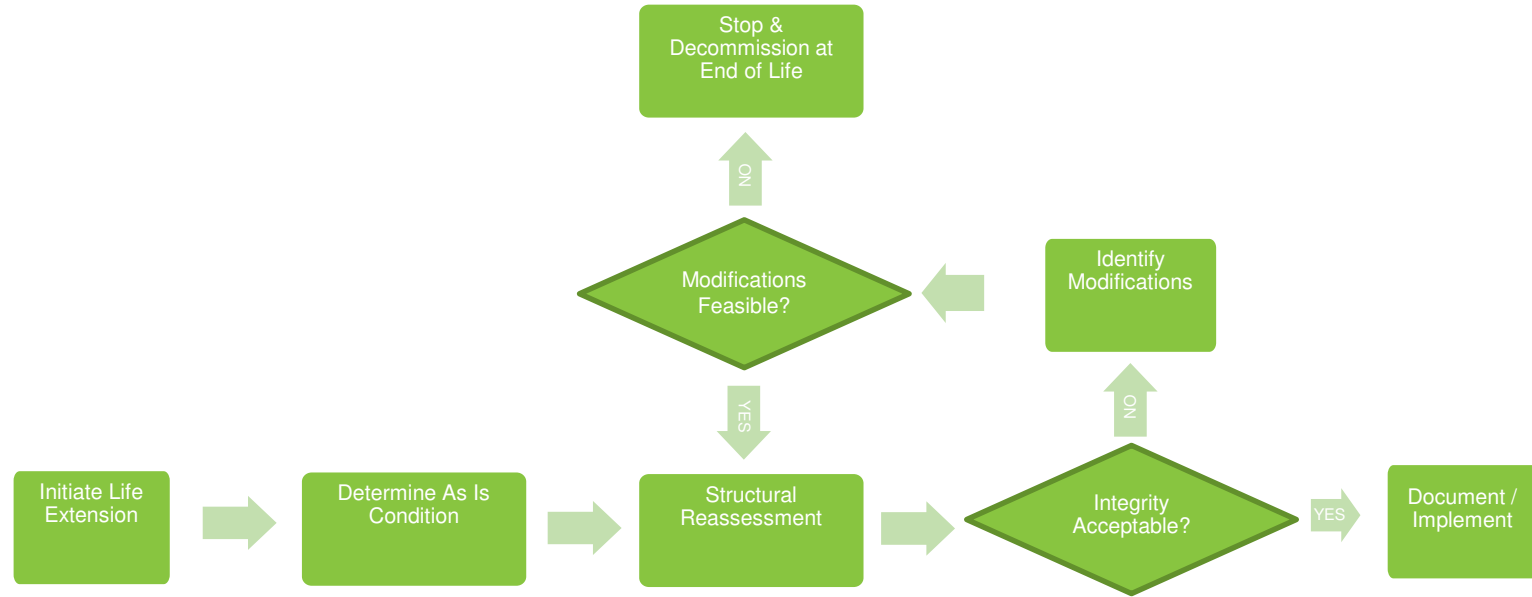 Stop &
Decommission at
End of Life
NO
Modifications
Feasible?
Identify
Modifications
YES
NO
Initiate Life
Extension
Determine As Is
Condition
Structural
Reassessment
Integrity
Acceptable?
YES
Document /
Implement